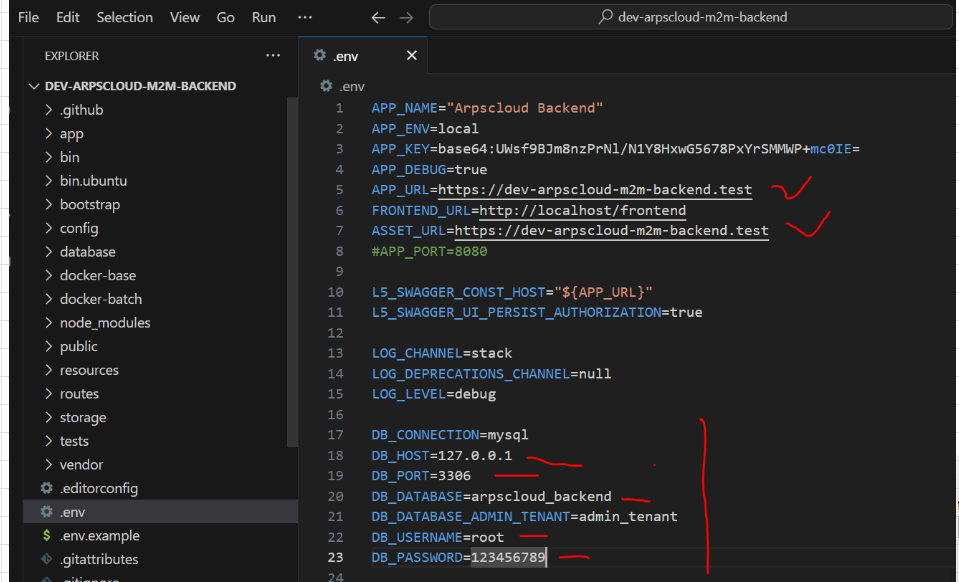 File Edit Selection View Go Run ··· dev-arpscloud-m2m-backend
EXPLORER ···
DEV-ARPSCLOUD-M2M-BACKEND
.github
app
bin
bin.ubuntu
bootstrap
config
database
docker-base
docker-batch
node_modules
public
resources
routes
storage
tests
vendor
.editorconfig
.env
.env.example
.gitattributes
.gitignore
.env
.env
1 APP_NAME="Arpscloud Backend"
2 APP_ENV=local
3 APP_KEY=base64:UWsf9BJm8nzPrNl/N1Y8HxwG5678PxYrSMMWP+mc0IE=
4 APP_DEBUG=true
5 APP_URL=https://dev-arpscloud-m2m-backend.test
6 FRONTEND_URL=http://localhost/frontend
7 ASSET_URL=https://dev-arpscloud-m2m-backend.test
8 #APP_PORT=8080
9
10 L5_SWAGGER_CONST_HOST="${APP_URL}"
11 L5_SWAGGER_UI_PERSIST_AUTHORIZATION=true
12
13 LOG_CHANNEL=stack
14 LOG_DEPRECATIONS_CHANNEL=null
15 LOG_LEVEL=debug
16
17 DB_CONNECTION=mysql
18 DB_HOST=127.0.0.1
19 DB_PORT=3306
20 DB_DATABASE=arpscloud_backend
21 DB_DATABASE_ADMIN_TENANT=admin_tenant
22 DB_USERNAME=root
23 DB_PASSWORD=123456789
24